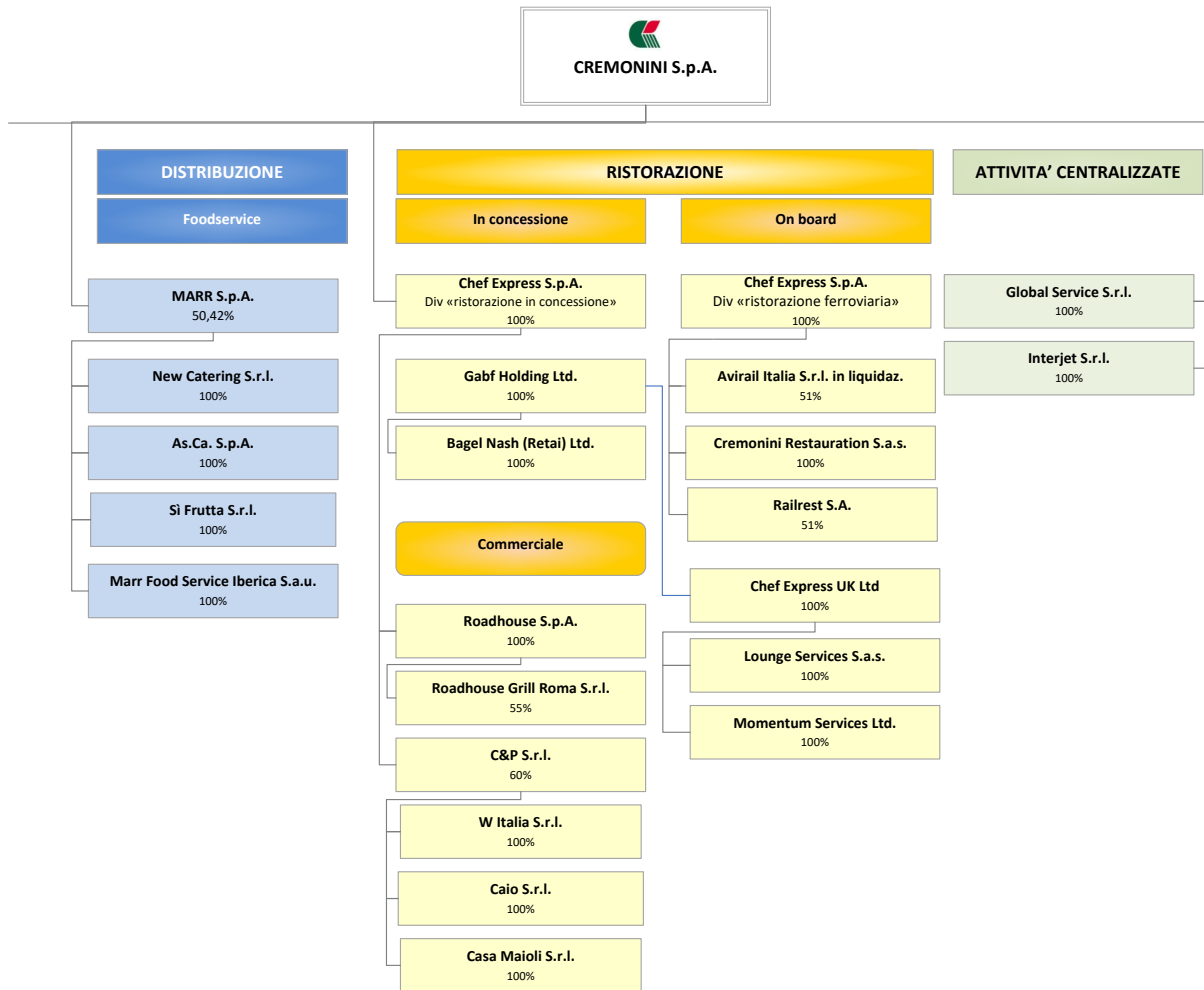 CREMONINI S.p.A.
DISTRIBUZIONE
Foodservice
MARR S.p.A.
50,42%
New Catering S.r.l.
100%
As.Ca. S.p.A.
100%
Sì Frutta S.r.l.
100%
Marr Food Service Iberica S.a.u.
100%
RISTORAZIONE
In concessione
Chef Express S.p.A.
Div «ristorazione in concessione»
100%
Gabf Holding Ltd.
100%
Bagel Nash (Retai) Ltd.
100%
Commerciale
Roadhouse S.p.A.
100%
Roadhouse Grill Roma S.r.l.
55%
C&P S.r.l.
60%
W Italia S.r.l.
100%
Caio S.r.l.
100%
Casa Maioli S.r.l.
100%
On board
Chef Express S.p.A.
Div «ristorazione ferroviaria»
100%
Avirail Italia S.r.l. in liquidaz.
51%
Cremonini Restauration S.a.s.
100%
Railrest S.A.
51%
Chef Express UK Ltd
100%
Lounge Services S.a.s.
100%
Momentum Services Ltd.
100%
ATTIVITA’ CENTRALIZZATE
Global Service S.r.l.
100%
Interjet S.r.l.
100%